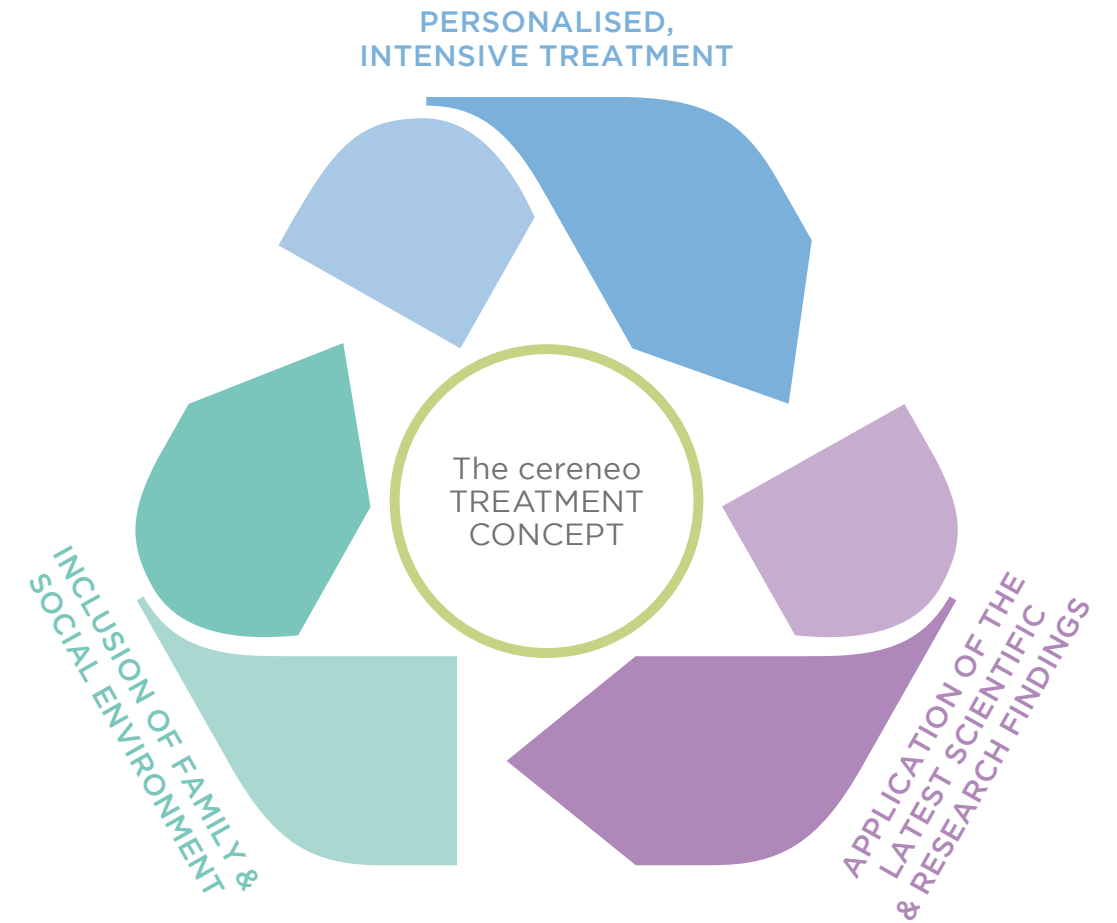 PERSONALISED,
INTENSIVE TREATMENT
The cereneo
TREATMENT
CONCEPT
INCLUSION OF FAMILY &
SOCIAL ENVIRONMENT
APPLICATION OF THE
LATEST SCIENTIFIC
& RESEARCH FINDINGS